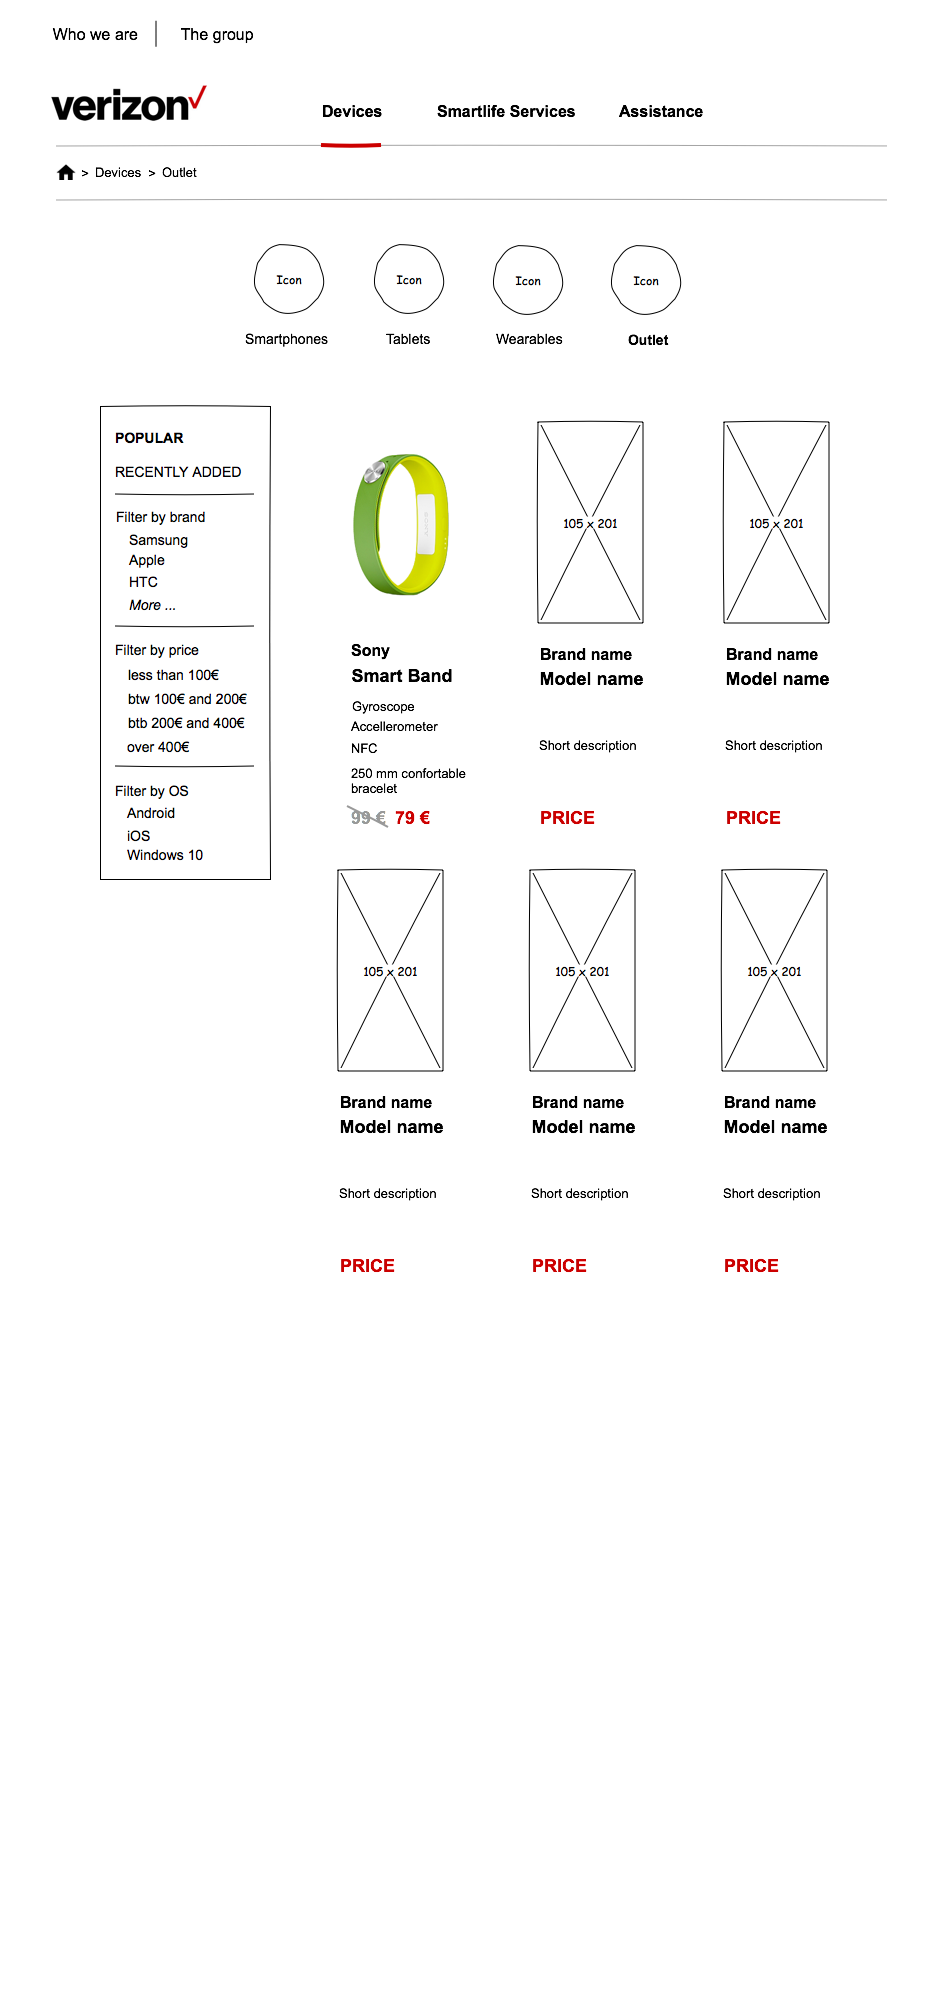 Who we are
The group
verizon
Devices
Smartlife Services
Assistance
> Devices > Outlet
Icon
Icon
Icon
Icon
Smartphones
Tablets
Wearables
Outlet
POPULAR
RECENTLY ADDED
Filter by brand
Samsung
Apple
HTC
More ...
Filter by price
less than 100€
btw 100€ and 200€
btb 200€ and 400€
over 400€
Filter by OS
Android
iOS
Windows 10
SONY
Sony
Smart Band
Gyroscope
Accellerometer
NFC
250 mm confortable
bracelet
99 € 79 €
105 x 201
Brand name
Model name
Short description
PRICE
105 x 201
Brand name
Model name
Short description
PRICE
105 x 201
Brand name
Model name
Short description
PRICE
105 x 201
Brand name
Model name
Short description
PRICE
105 x 201
Brand name
Model name
Short description
PRICE